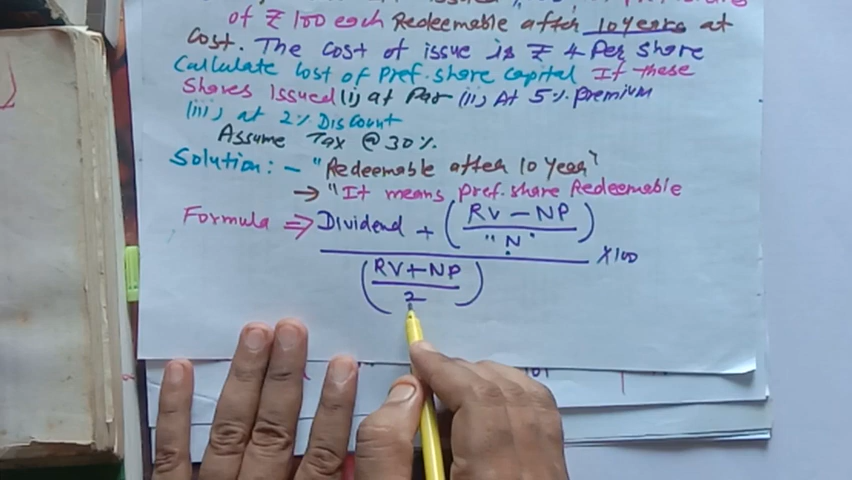 of ₹ 100 each Redeemable after 10 years at
Cost. The Cost of issue is ₹ 4 Per Share
Callulate Cost of Pref. share Capital If these
Shares Issued (i) at Par (ii) At 5% Premium
(iii) at 2% Discount
Assume Tax @ 30%.
Solution: - "Redeemable after 10 Year"
→ "It means Pref. share Redeemable
Formula ⇒ Dividend + (RV - NP / "N") / (RV + NP / 2) × 100